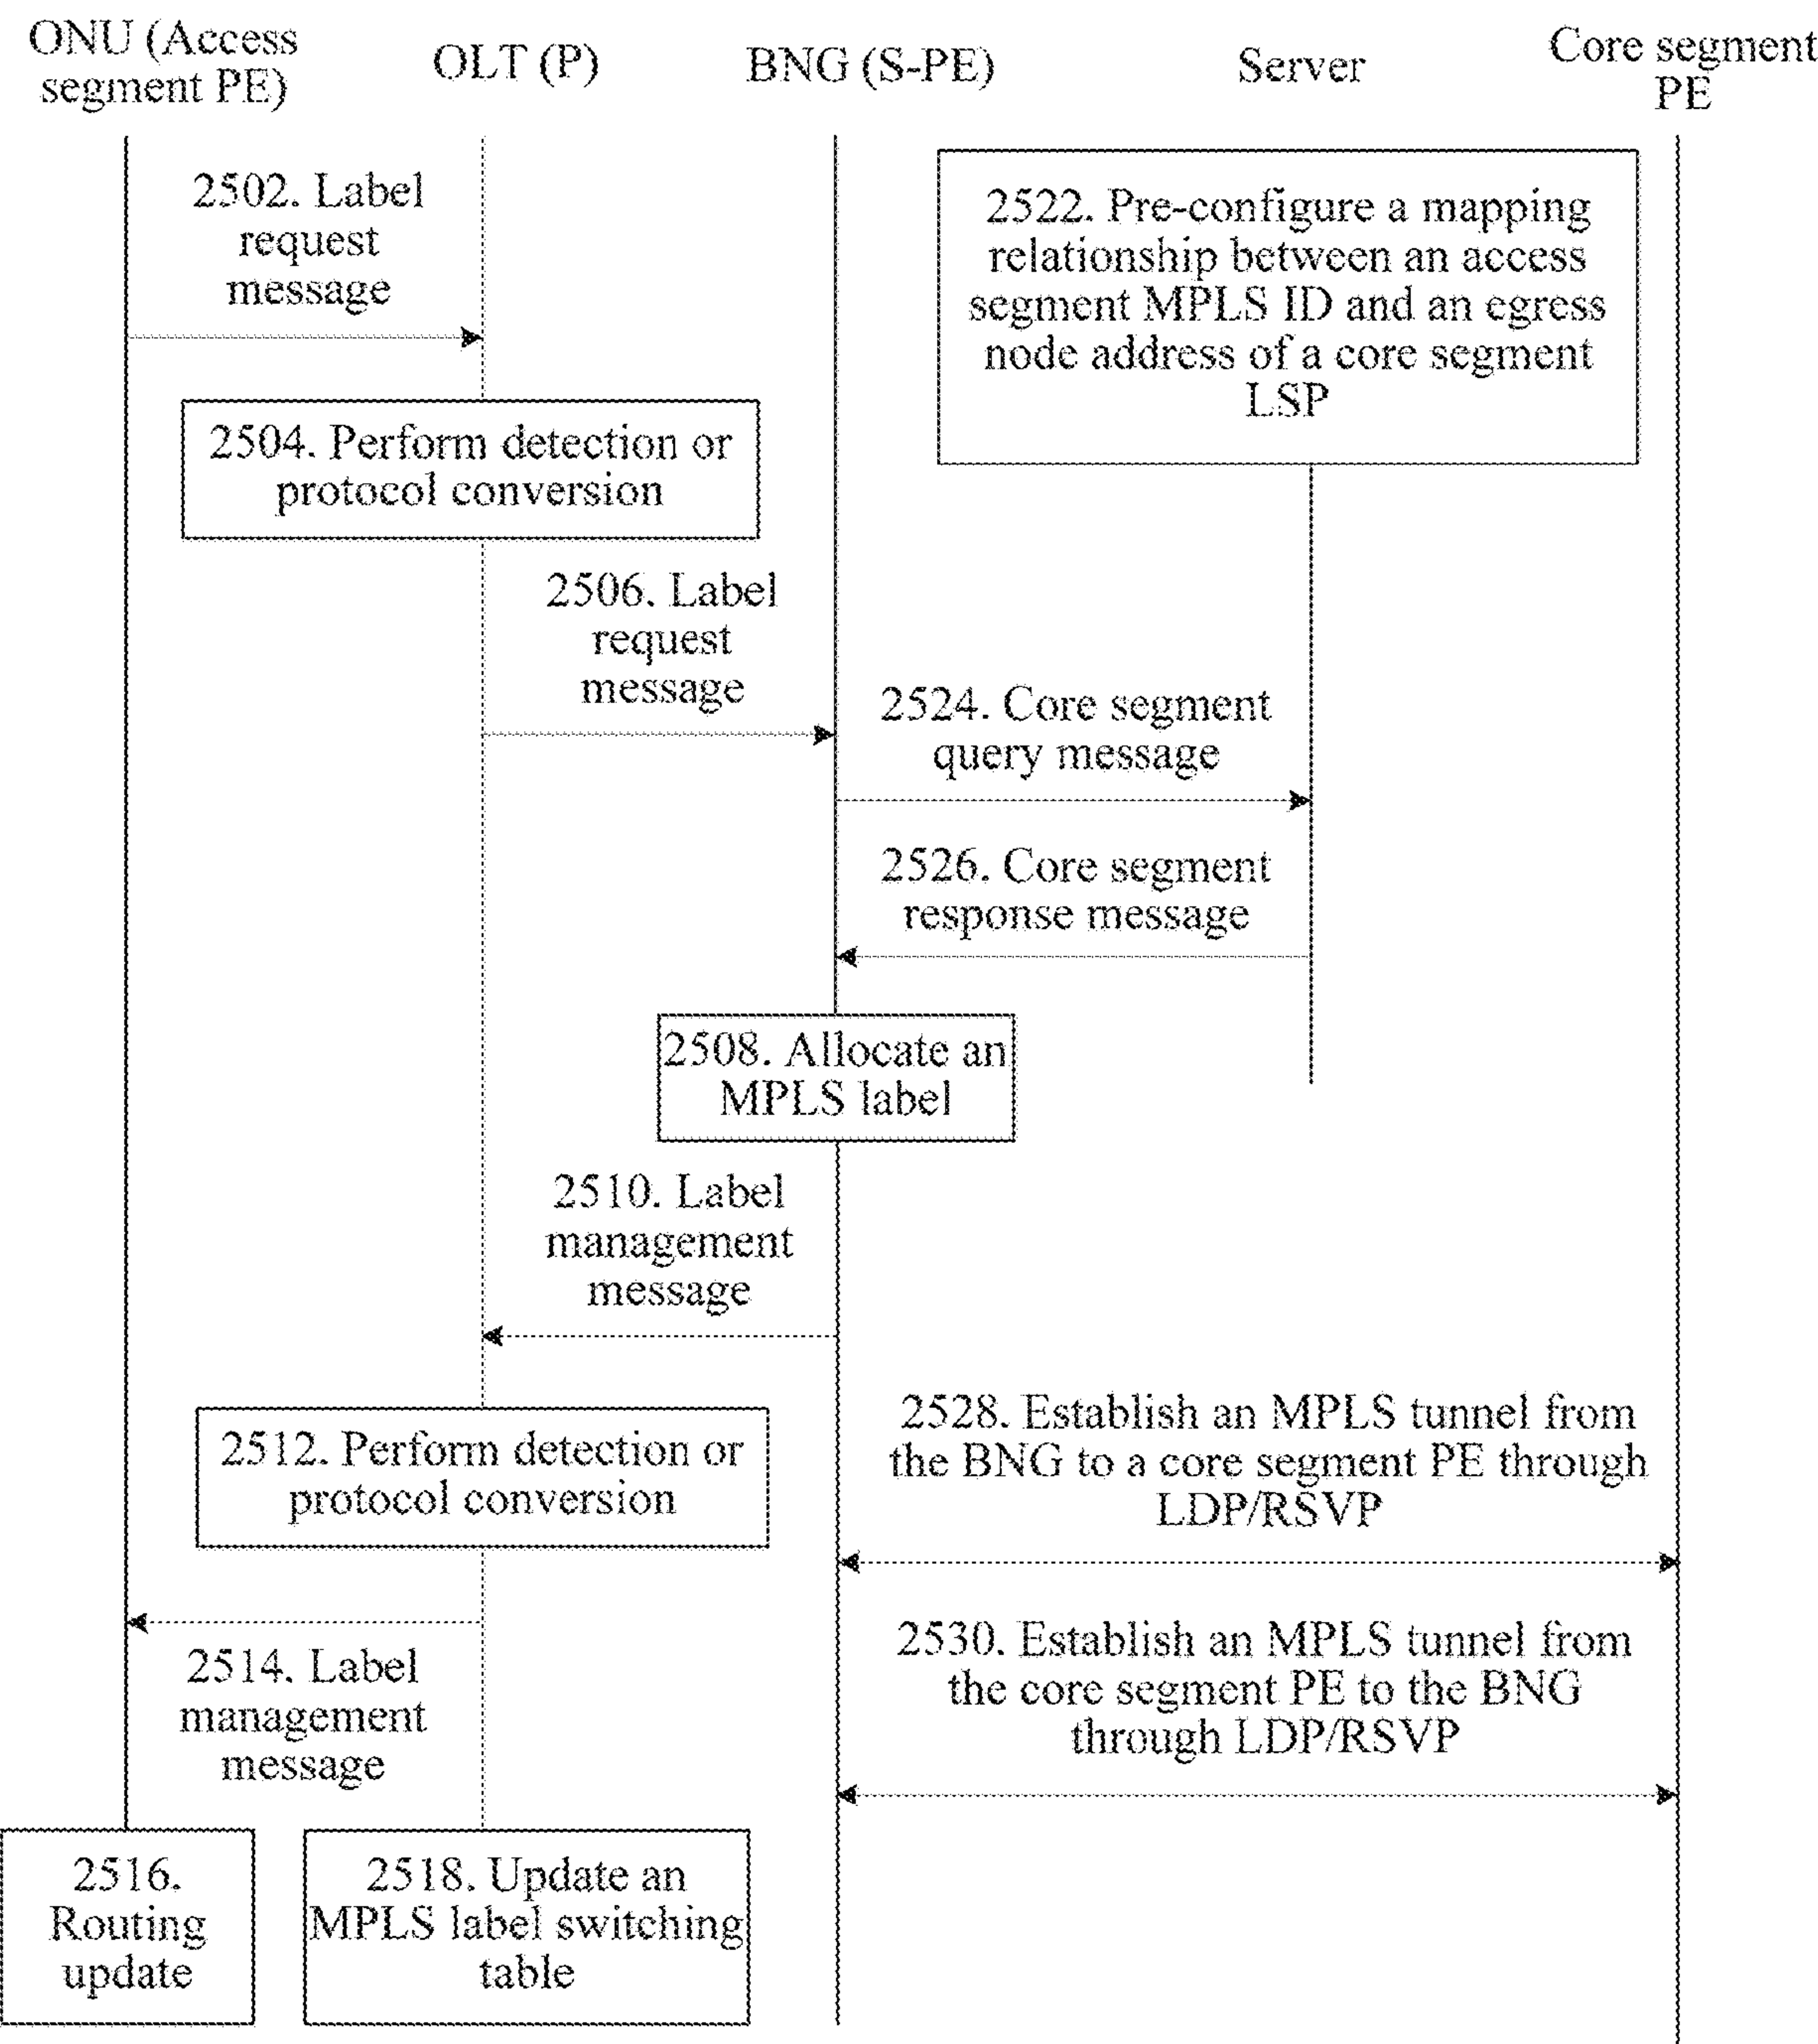 ONU (Access
segment PE)
OLT (P)
BNG (S-PE)
Server
Core segment
PE
2502. Label
request
message
2522. Pre-configure a mapping
relationship between an access
segment MPLS ID and an egress
node address of a core segment
LSP
2504. Perform detection or
protocol conversion
2506. Label
request
message
2524. Core segment
query message
2526. Core segment
response message
2508. Allocate an
MPLS label
2510. Label
management
message
2528. Establish an MPLS tunnel from
the BNG to a core segment PE through
LDP/RSVP
2512. Perform detection or
protocol conversion
2514. Label
management
message
2530. Establish an MPLS tunnel from
the core segment PE to the BNG
through LDP/RSVP
2516.
Routing
update
2518. Update an
MPLS label switching
table